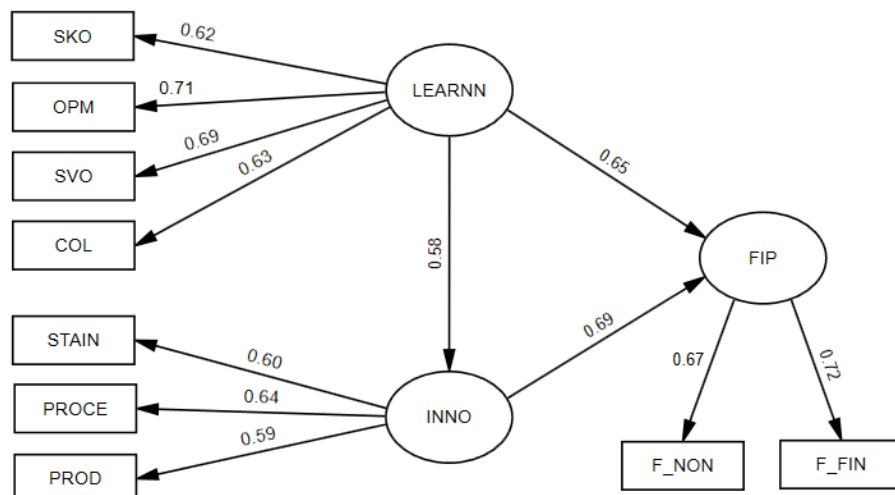 SKO
0.62
LEARNN
OPM
0.71
SVO
0.69
0.63
0.65
COL
0.58
FIP
STAIN
0.60
0.69
0.67
0.72
PROCE
0.64
INNO
0.59
PROD
F_NON
F_FIN